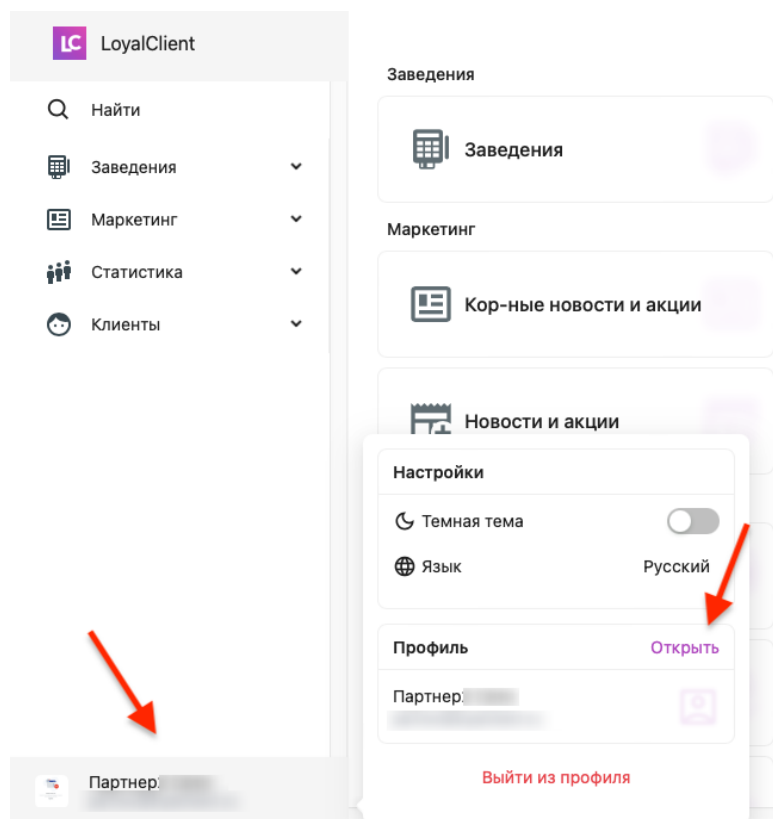 LC LoyalClient
Найти
Заведения
Маркетинг
Статистика
Клиенты
Партнер
Заведения
Заведения
Маркетинг
Кор-ные новости и акции
Новости и акции
Настройки
Темная тема
Язык Русский
Профиль Открыть
Партнер
Выйти из профиля